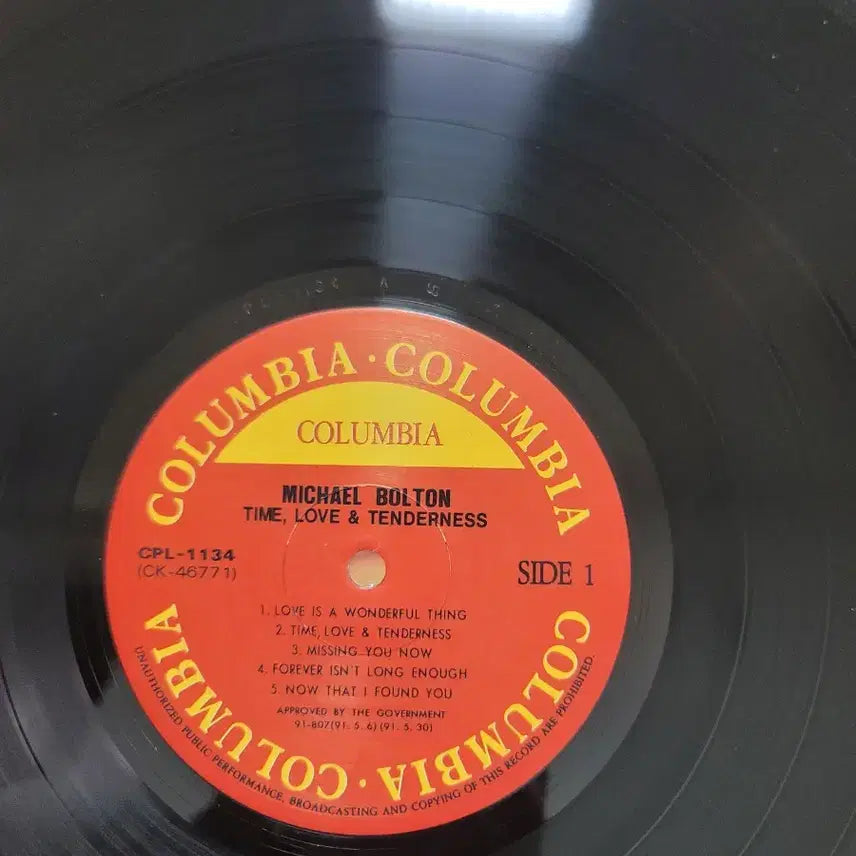 COLUMBIA · COLUMBIA
COLUMBIA
MICHAEL BOLTON
TIME, LOVE & TENDERNESS
CPL-1134
(CK-46771)
SIDE 1
1. LOVE IS A WONDERFUL THING
2. TIME, LOVE & TENDERNESS
3. MISSING YOU NOW
4. FOREVER ISN'T LONG ENOUGH
5. NOW THAT I FOUND YOU
APPROVED BY THE GOVERNMENT
91-807(91. 5. 6)(91. 5. 30)
COLUMBIA · COLUMBIA · COLUMBIA
UNAUTHORIZED PUBLIC PERFORMANCE, BROADCASTING AND COPYING OF THIS RECORD ARE PROHIBITED.